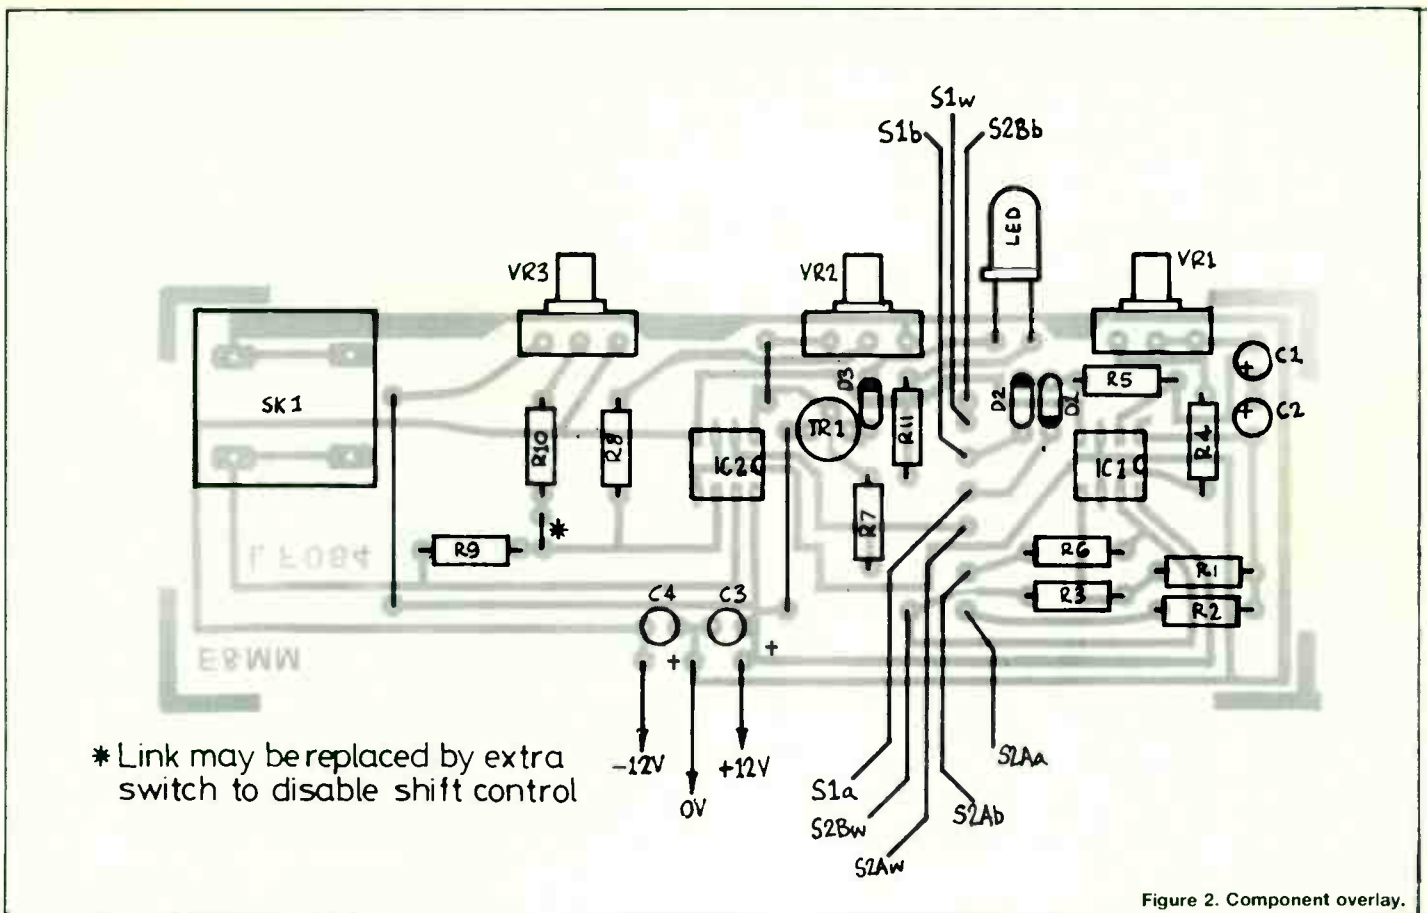 S1w
S1b
S2Bb
LED
VR3
VR2
VR1
C1
C2
D3
R11
D2
R5
SK1
R10
R8
IC2
TR1
IC1
R4
R7
*
R9
R6
R1
R3
R2
LF084
C4
C3
+
+
+
+
E8MM
-12V
0V
+12V
S1a
S2Bw
S2Aw
S2Ab
S2Aa
* Link may be replaced by extra
switch to disable shift control
Figure 2. Component overlay.